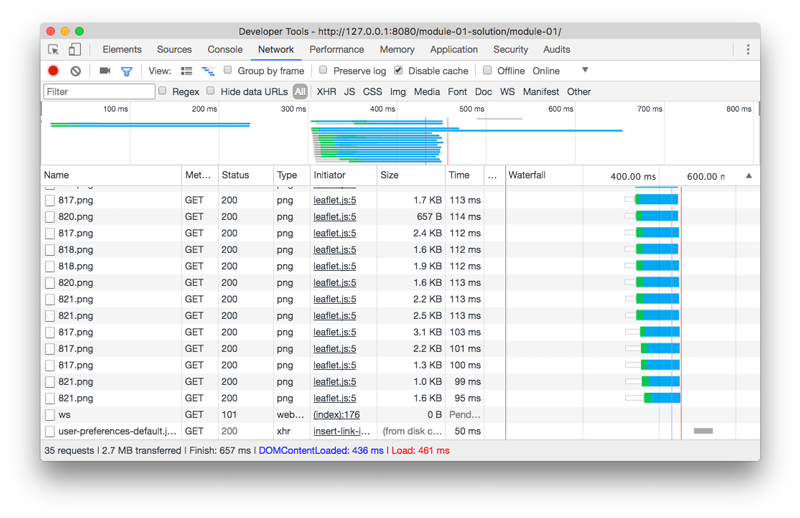 Developer Tools - http://127.0.0.1:8080/module-01-solution/module-01/
Elements Sources Console Network Performance Memory Application Security Audits
View: Group by frame Preserve log Disable cache Offline Online
Filter Regex Hide data URLs All XHR JS CSS Img Media Font Doc WS Manifest Other
100 ms 200 ms 300 ms 400 ms 500 ms 600 ms 700 ms 800 ms
Name Met... Status Type Initiator Size Time ... Waterfall 400.00 ms 600.00
817.png GET 200 png leaflet.js:5 1.7 KB 113 ms
820.png GET 200 png leaflet.js:5 657 B 114 ms
817.png GET 200 png leaflet.js:5 2.4 KB 112 ms
818.png GET 200 png leaflet.js:5 1.6 KB 112 ms
818.png GET 200 png leaflet.js:5 1.9 KB 112 ms
820.png GET 200 png leaflet.js:5 1.6 KB 113 ms
821.png GET 200 png leaflet.js:5 2.2 KB 113 ms
821.png GET 200 png leaflet.js:5 2.5 KB 113 ms
817.png GET 200 png leaflet.js:5 3.1 KB 103 ms
817.png GET 200 png leaflet.js:5 2.2 KB 101 ms
817.png GET 200 png leaflet.js:5 1.3 KB 100 ms
821.png GET 200 png leaflet.js:5 1.0 KB 99 ms
821.png GET 200 png leaflet.js:5 1.6 KB 95 ms
ws GET 101 web... (index):176 0 B Pend...
user-preferences-default.j... GET 200 xhr insert-link-i... (from disk c... 50 ms
35 requests | 2.7 MB transferred | Finish: 657 ms | DOMContentLoaded: 436 ms | Load: 461 ms